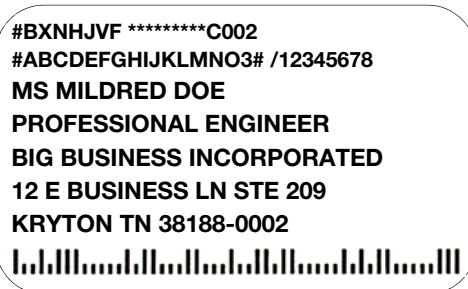 #BXNHJVF *********C002
#ABCDEFGHIJKLMNO3# /12345678
MS MILDRED DOE
PROFESSIONAL ENGINEER
BIG BUSINESS INCORPORATED
12 E BUSINESS LN STE 209
KRYTON TN 38188-0002